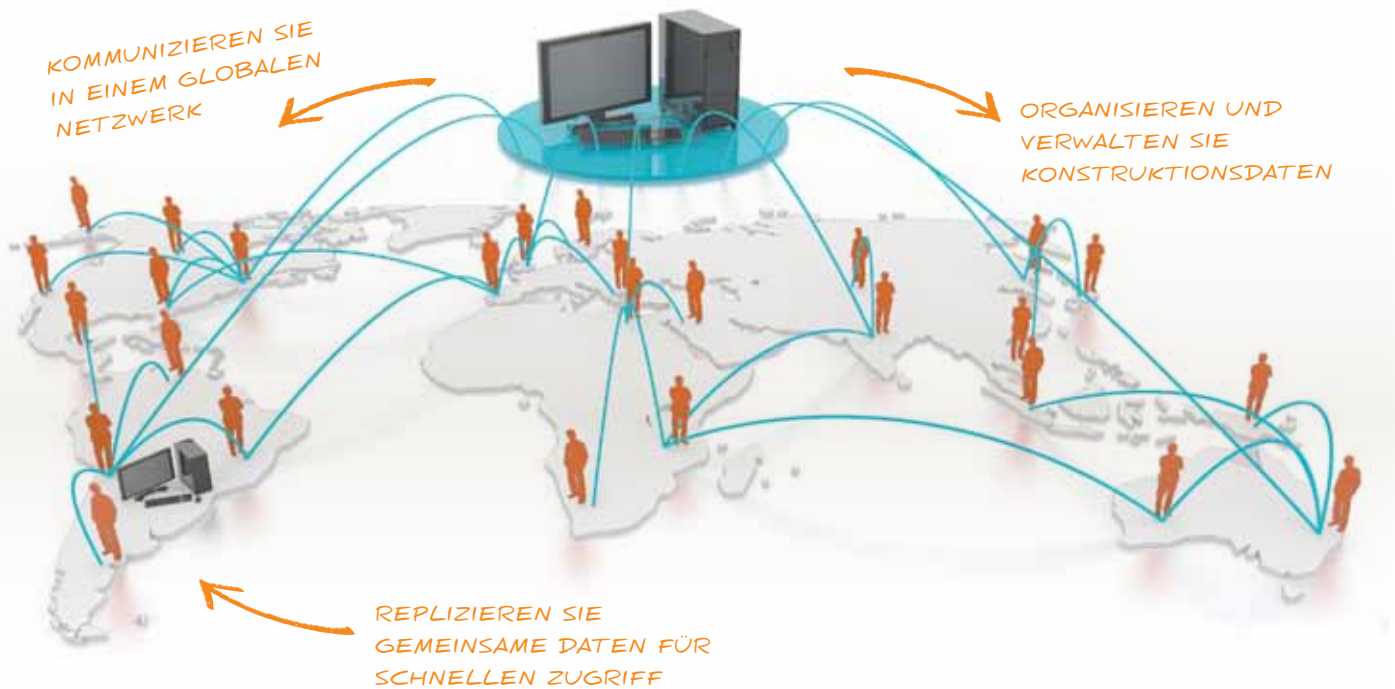 KOMMUNIZIEREN SIE
IN EINEM GLOBALEN
NETZWERK
ORGANISIEREN UND
VERWALTEN SIE
KONSTRUKTIONSDATEN
REPLIZIEREN SIE
GEMEINSAME DATEN FÜR
SCHNELLEN ZUGRIFF